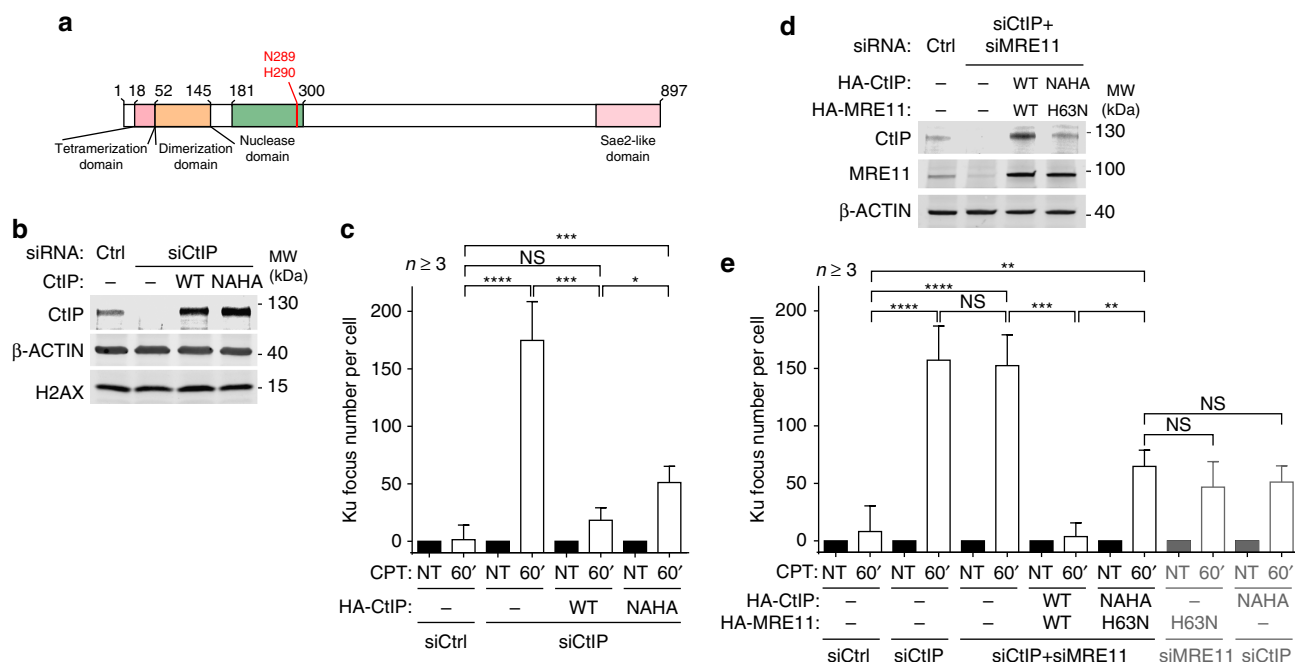 a
N289
H290
1 18 52 145 181 300 897
Tetramerization
domain
Dimerization
domain
Nuclease
domain
Sae2-like
domain
b
siRNA: Ctrl siCtIP MW
(kDa)
CtIP: – – WT NAHA
CtIP - 130
β-ACTIN - 40
H2AX - 15
c
n ≥ 3
***
NS
**** *** *
Ku focus number per cell
200
150
100
50
0
CPT: NT 60′ NT 60′ NT 60′ NT 60′
HA-CtIP: – – WT NAHA
siCtrl siCtIP
d
siCtIP+
siRNA: Ctrl siMRE11
HA-CtIP: – – WT NAHA MW
(kDa)
HA-MRE11: – – WT H63N
CtIP - 130
MRE11 - 100
β-ACTIN - 40
e
n ≥ 3
**
****
**** NS *** **
NS
NS
Ku focus number per cell
200
150
100
50
0
CPT: NT 60′ NT 60′ NT 60′ NT 60′ NT 60′ NT 60′ NT 60′
HA-CtIP: – – – WT NAHA – NAHA
HA-MRE11: – – – WT H63N H63N –
siCtrl siCtIP siCtIP+siMRE11 siMRE11 siCtIP